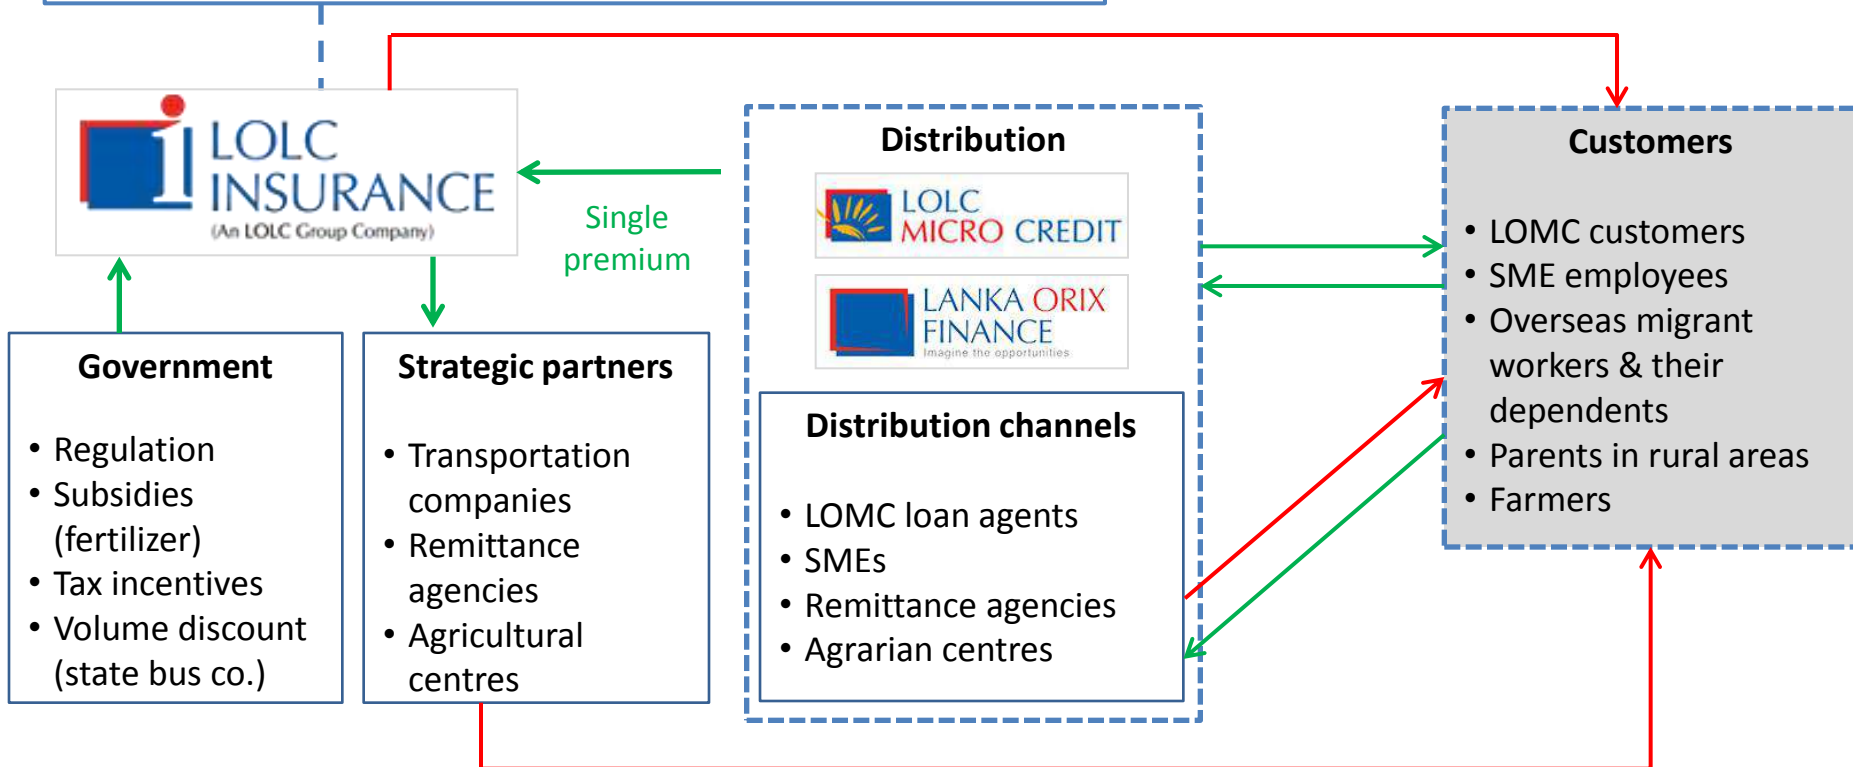 LOLC
INSURANCE
(An LOLC Group Company)
Single
premium
Government
• Regulation
• Subsidies
(fertilizer)
• Tax incentives
• Volume discount
(state bus co.)
Strategic partners
• Transportation
companies
• Remittance
agencies
• Agricultural
centres
Distribution
LOLC
MICRO CREDIT
LANKA ORIX
FINANCE
Imagine the opportunities
Distribution channels
• LOMC loan agents
• SMEs
• Remittance agencies
• Agrarian centres
Customers
• LOMC customers
• SME employees
• Overseas migrant
workers & their
dependents
• Parents in rural areas
• Farmers